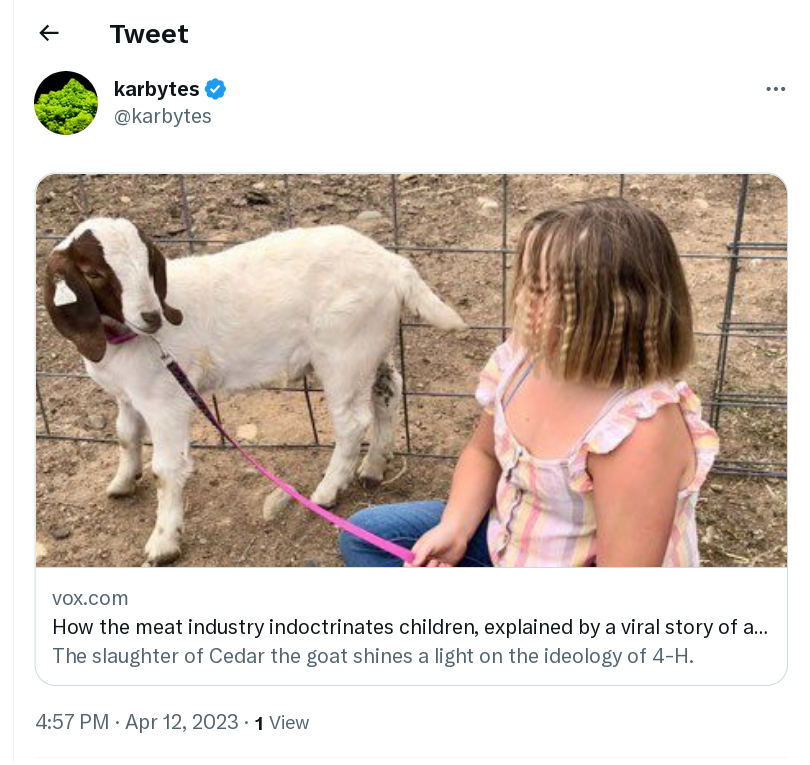 Tweet
karbytes
@karbytes
vox.com
How the meat industry indoctrinates children, explained by a viral story of a...
The slaughter of Cedar the goat shines a light on the ideology of 4-H.
4:57 PM · Apr 12, 2023 · 1 View